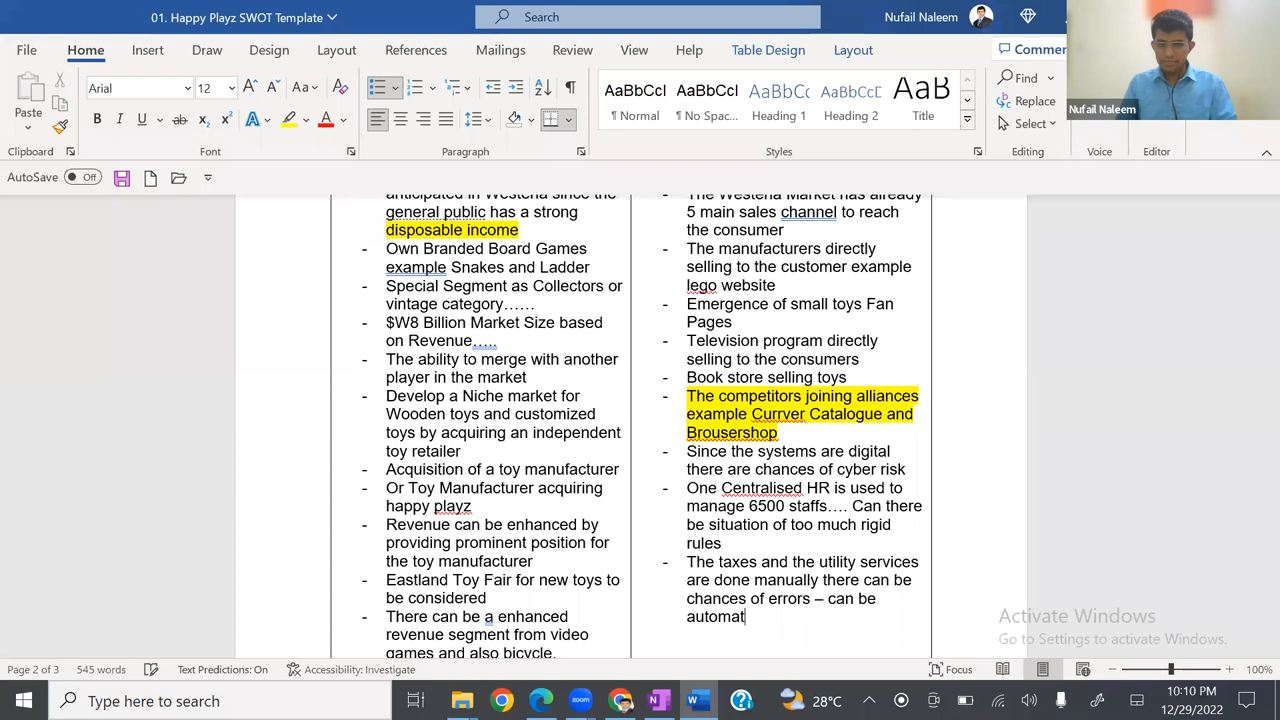 01. Happy Playz SWOT Template
Search
Nufail Naleem
File Home Insert Draw Design Layout References Mailings Review View Help Table Design Layout
Paste
Arial 12
AaBbCcI AaBbCcI AaBbCc AaBbCcD AaB
¶ Normal ¶ No Spac... Heading 1 Heading 2 Title
Find
Replace
Select
Nufail Naleem
Clipboard Font Paragraph Styles Editing Voice Editor
AutoSave Off
anticipated in Westeria since the
general public has a strong
disposable income
- Own Branded Board Games
example Snakes and Ladder
- Special Segment as Collectors or
vintage category……
- $W8 Billion Market Size based
on Revenue…..
- The ability to merge with another
player in the market
- Develop a Niche market for
Wooden toys and customized
toys by acquiring an independent
toy retailer
- Acquisition of a toy manufacturer
- Or Toy Manufacturer acquiring
happy playz
- Revenue can be enhanced by
providing prominent position for
the toy manufacturer
- Eastland Toy Fair for new toys to
be considered
- There can be a enhanced
revenue segment from video
games and also bicycle.
- The Westeria Market has already
5 main sales channel to reach
the consumer
- The manufacturers directly
selling to the customer example
lego website
- Emergence of small toys Fan
Pages
- Television program directly
selling to the consumers
- Book store selling toys
- The competitors joining alliances
example Currver Catalogue and
Brousershop
- Since the systems are digital
there are chances of cyber risk
- One Centralised HR is used to
manage 6500 staffs…. Can there
be situation of too much rigid
rules
- The taxes and the utility services
are done manually there can be
chances of errors – can be
automat
Activate Windows
Go to Settings to activate Windows.
Page 2 of 3 545 words Text Predictions: On Accessibility: Investigate Focus 100%
Type here to search
28°C
10:10 PM
12/29/2022